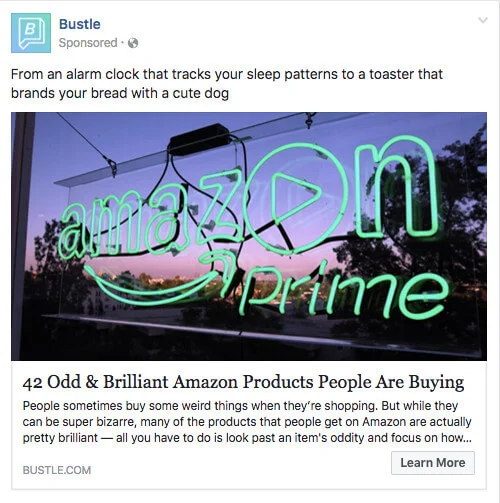 Bustle
Sponsored ·
From an alarm clock that tracks your sleep patterns to a toaster that
brands your bread with a cute dog
amazon
prime
42 Odd & Brilliant Amazon Products People Are Buying
People sometimes buy some weird things when they're shopping. But while they
can be super bizarre, many of the products that people get on Amazon are actually
pretty brilliant — all you have to do is look past an item's oddity and focus on how...
BUSTLE.COM
Learn More